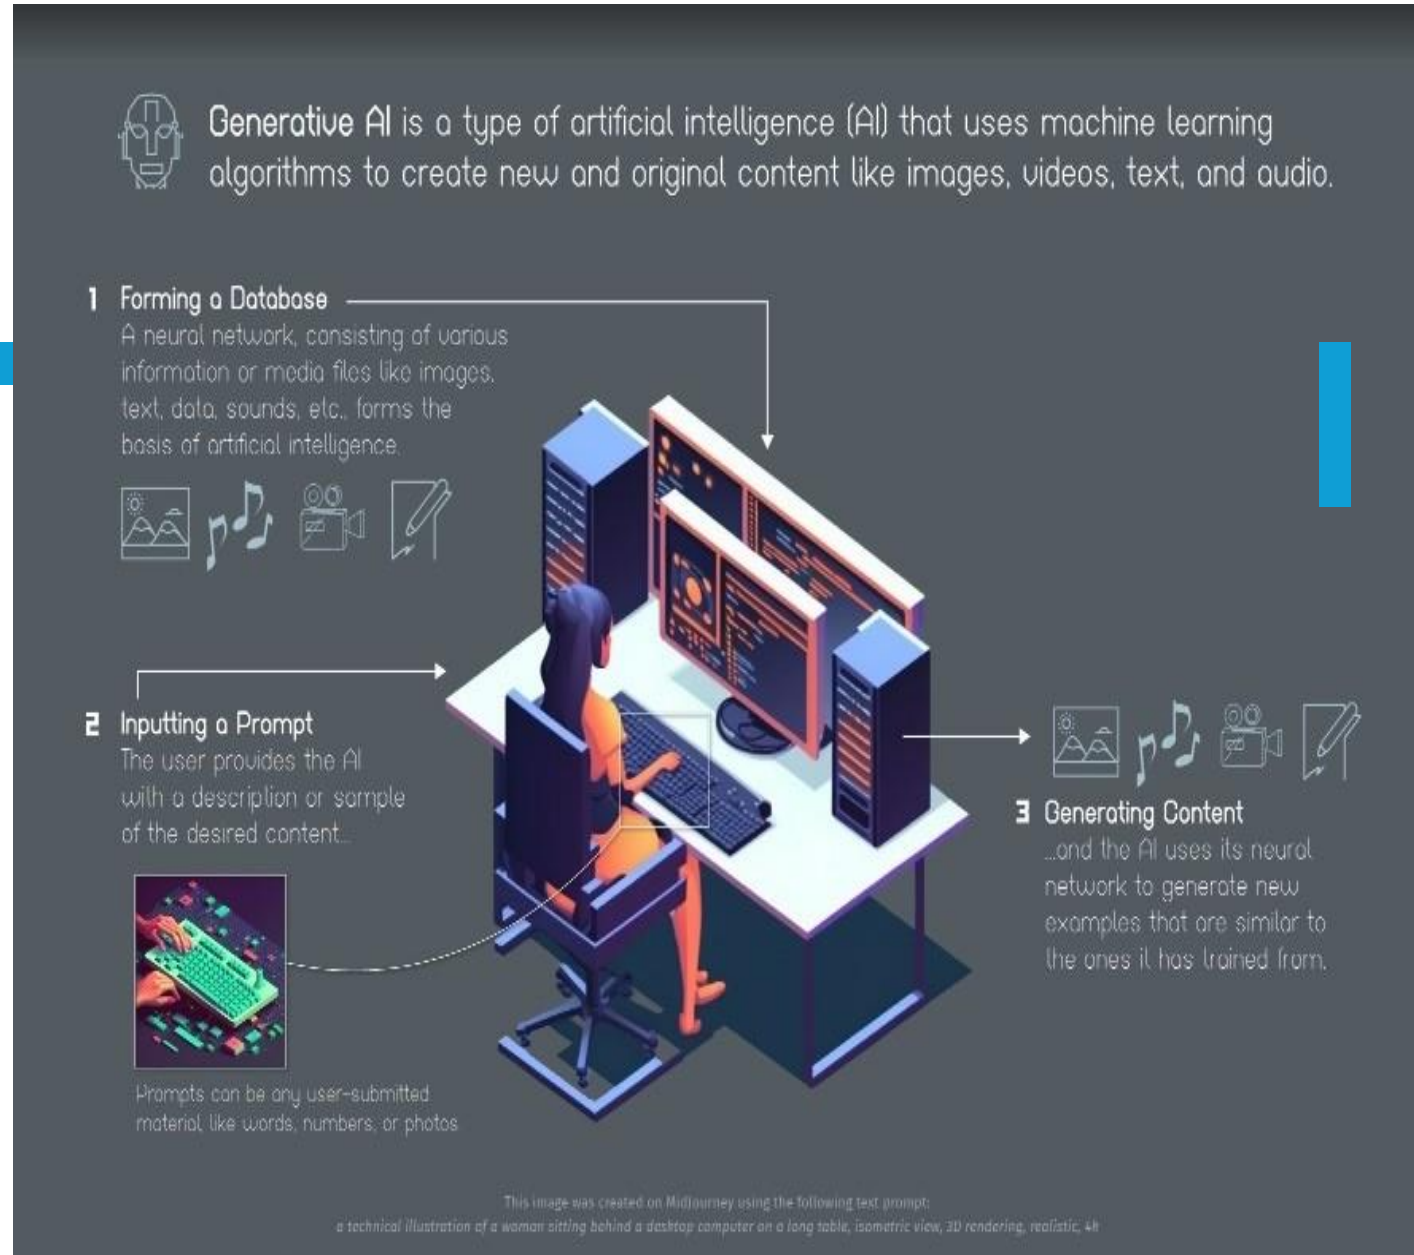 Generative AI is a type of artificial intelligence (AI) that uses machine learning
algorithms to create new and original content like images, videos, text, and audio.
1 Forming a Database
A neural network, consisting of various
information or media files like images,
text, data, sounds, etc., forms the
basis of artificial intelligence.
2 Inputting a Prompt
The user provides the AI
with a description or sample
of the desired content...
Prompts can be any user-submitted
material, like words, numbers, or photos
3 Generating Content
...and the AI uses its neural
network to generate new
examples that are similar to
the ones it has trained from.
This image was created on Midjourney using the following text prompt:
a technical illustration of a woman sitting behind a desktop computer on a long table, isometric view, 3D rendering, realistic, 4k